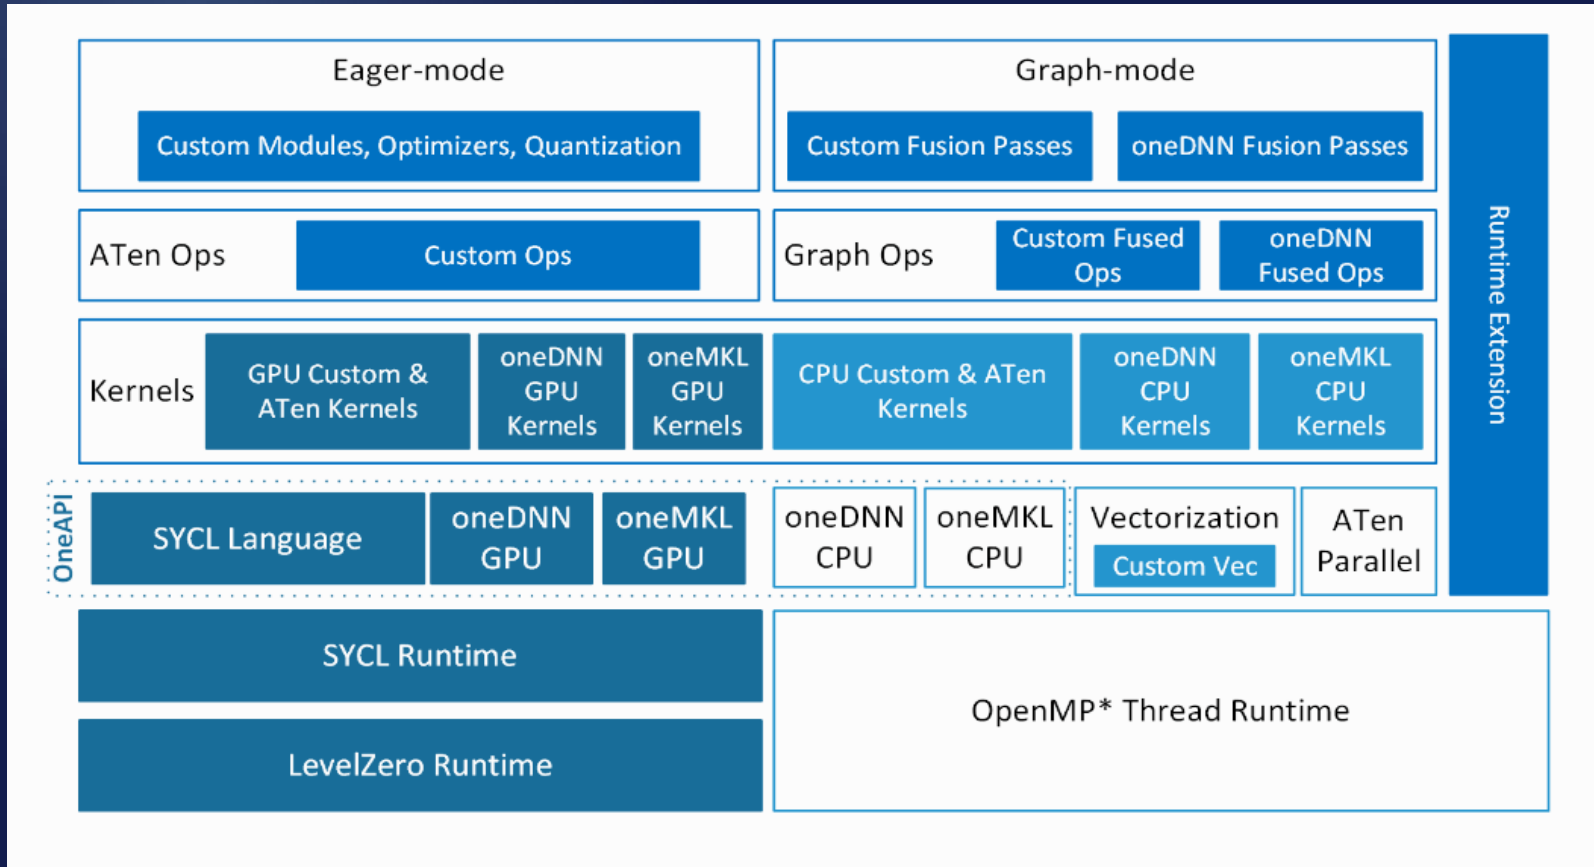 Eager-mode
Custom Modules, Optimizers, Quantization
Graph-mode
Custom Fusion Passes
oneDNN Fusion Passes
Runtime Extension
ATen Ops
Custom Ops
Graph Ops
Custom Fused
Ops
oneDNN
Fused Ops
Kernels
GPU Custom &
ATen Kernels
oneDNN
GPU
Kernels
oneMKL
GPU
Kernels
CPU Custom & ATen
Kernels
oneDNN
CPU
Kernels
oneMKL
CPU
Kernels
OneAPI
SYCL Language
oneDNN
GPU
oneMKL
GPU
oneDNN
CPU
oneMKL
CPU
Vectorization
Custom Vec
ATen
Parallel
SYCL Runtime
LevelZero Runtime
OpenMP* Thread Runtime